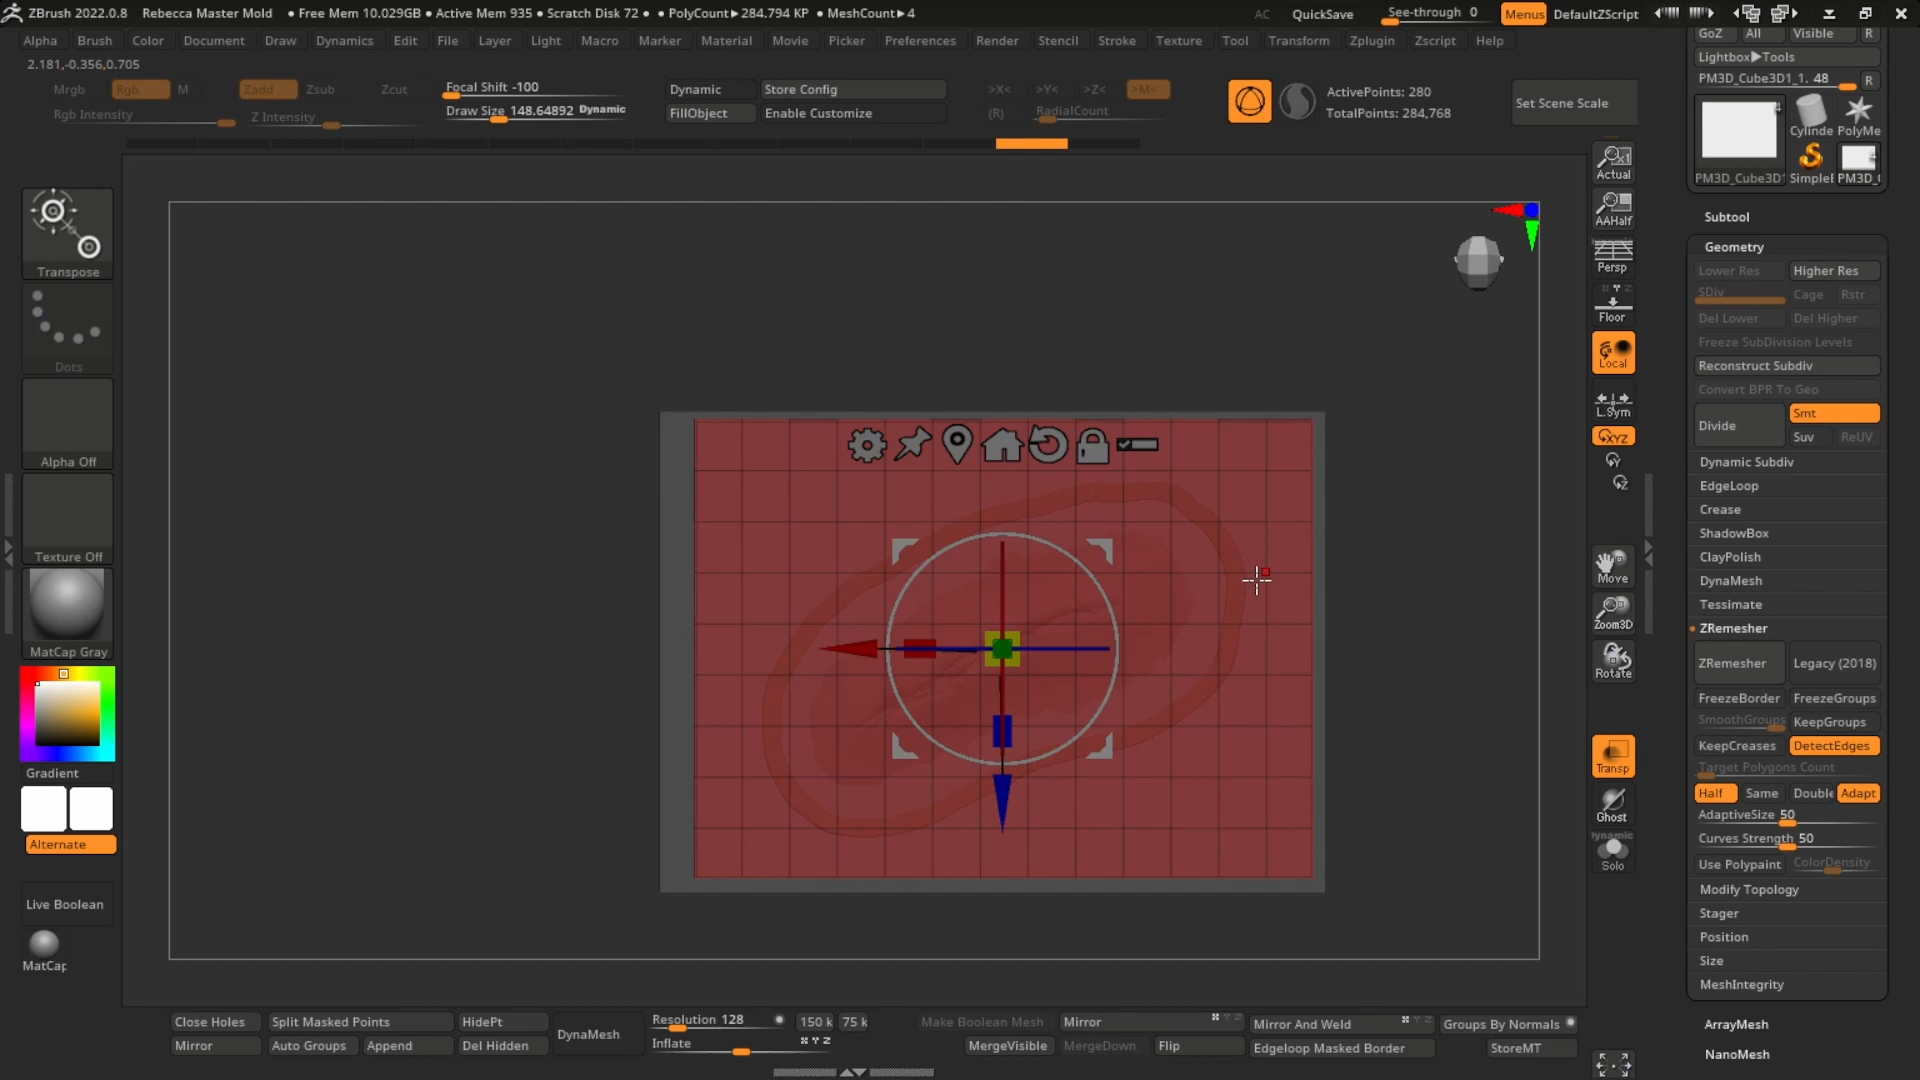 ZBrush 2022.0.8 Rebecca Master Mold • Free Mem 10.029GB • Active Mem 935 • Scratch Disk 72 • • PolyCount▶284.794 KP • MeshCount▶4 AC QuickSave See-through 0 Menus DefaultZScript
Alpha Brush Color Document Draw Dynamics Edit File Layer Light Macro Marker Material Movie Picker Preferences Render Stencil Stroke Texture Tool Transform Zplugin Zscript Help
2.181,-0.356,0.705
Mrgb Rgb M Zadd Zsub Zcut Focal Shift -100 Dynamic Store Config >X< >Y< >Z< >M< ActivePoints: 280
Rgb Intensity Z Intensity Draw Size 148.64892 Dynamic FillObject Enable Customize (R) RadialCount TotalPoints: 284,768
Set Scene Scale
Transpose
Dots
Alpha Off
Texture Off
MatCap Gray
Gradient
Alternate
Live Boolean
MatCap
Actual
AAHalf
Persp
Floor
Local
L.Sym
XYZ
Y
Z
Move
Zoom3D
Rotate
Transp
Ghost
Dynamic
Solo
GoZ All Visible R
Lightbox▶Tools
PM3D_Cube3D1_1. 48 R
4
Cylinde PolyMe
PM3D_Cube3D1 SimpleB PM3D_C
Subtool
Geometry
Lower Res Higher Res
SDiv Cage Rstr
Del Lower Del Higher
Freeze SubDivision Levels
Reconstruct Subdiv
Convert BPR To Geo
Divide Smt
Suv ReUV
Dynamic Subdiv
EdgeLoop
Crease
ShadowBox
ClayPolish
DynaMesh
Tessimate
ZRemesher
ZRemesher Legacy (2018)
FreezeBorder FreezeGroups
SmoothGroups KeepGroups
KeepCreases DetectEdges
Target Polygons Count
Half Same Double Adapt
AdaptiveSize 50
Curves Strength 50
Use Polypaint ColorDensity
Modify Topology
Stager
Position
Size
MeshIntegrity
ArrayMesh
NanoMesh
Close Holes Split Masked Points HidePt DynaMesh Resolution 128 150 k 75 k Make Boolean Mesh Mirror Mirror And Weld Groups By Normals
Mirror Auto Groups Append Del Hidden Inflate X Y Z MergeVisible MergeDown Flip Edgeloop Masked Border StoreMT